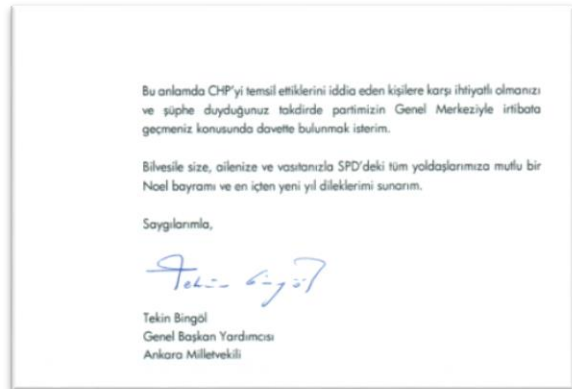 Bu anlamda CHP'yi temsil ettiklerini iddia eden kişilere karşı ihtiyatlı olmanızı
ve şüphe duyduğunuz takdirde partimizin Genel Merkeziyle irtibata
geçmeniz konusunda davette bulunmak isterim.
Bilvesile size, ailenize ve vasıtanızla SPD'deki tüm yoldaşlarımıza mutlu bir
Noel bayramı ve en içten yeni yıl dileklerimi sunarım.
Saygılarımla,
Tekin Bingöl
Tekin Bingöl
Genel Başkan Yardımcısı
Ankara Milletvekili